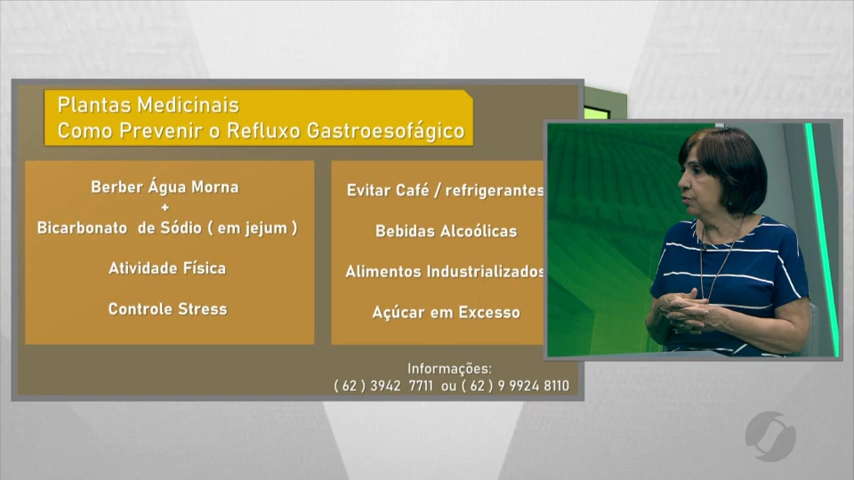 Plantas Medicinais
Como Prevenir o Refluxo Gastroesofágico
Berber Água Morna
+
Bicarbonato de Sódio ( em jejum )
Atividade Física
Controle Stress
Evitar Café / refrigerantes
Bebidas Alcoólicas
Alimentos Industrializados
Açúcar em Excesso
Informações:
( 62 ) 3942 7711 ou ( 62 ) 9 9924 8110